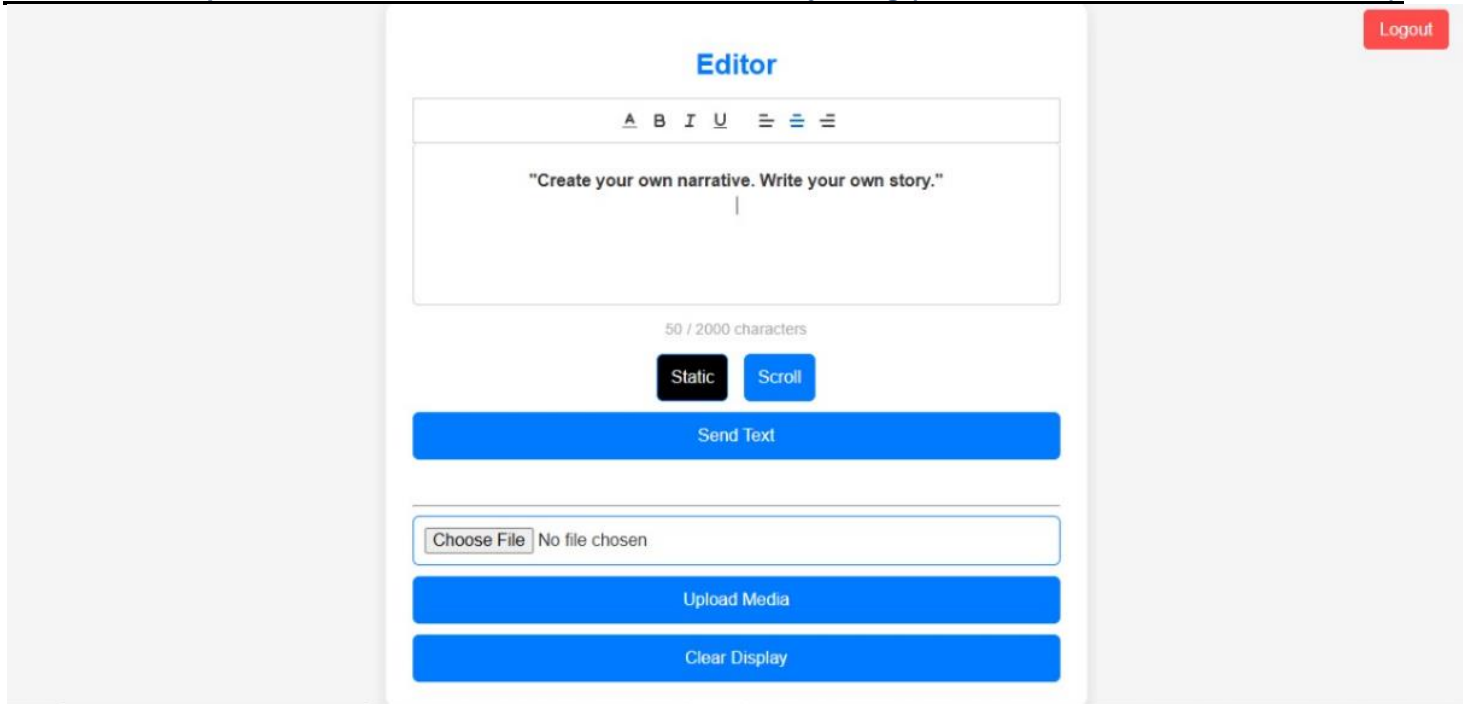 Logout
Editor
A B I U
"Create your own narrative. Write your own story."
50 / 2000 characters
Static Scroll
Send Text
Choose File No file chosen
Upload Media
Clear Display